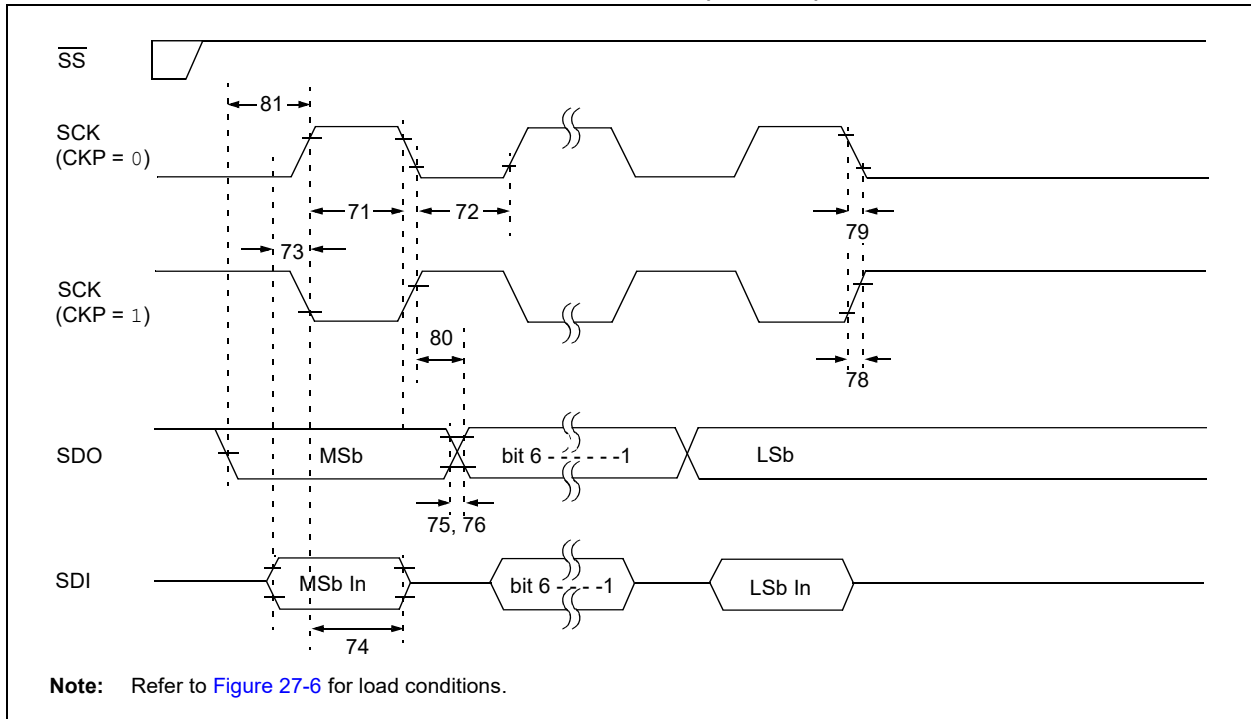 SS
81
SCK
(CKP = 0)
71
72
79
73
SCK
(CKP = 1)
80
78
SDO
MSb
bit 6 - - - - - - -1
LSb
75, 76
SDI
MSb In
bit 6 - - - - -1
LSb In
74
Note: Refer to Figure 27-6 for load conditions.